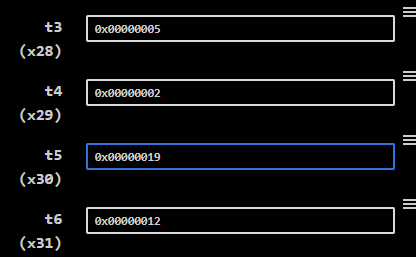 t3 0x00000005
(x28)
t4 0x00000002
(x29)
t5 0x00000019
(x30)
t6 0x00000012
(x31)